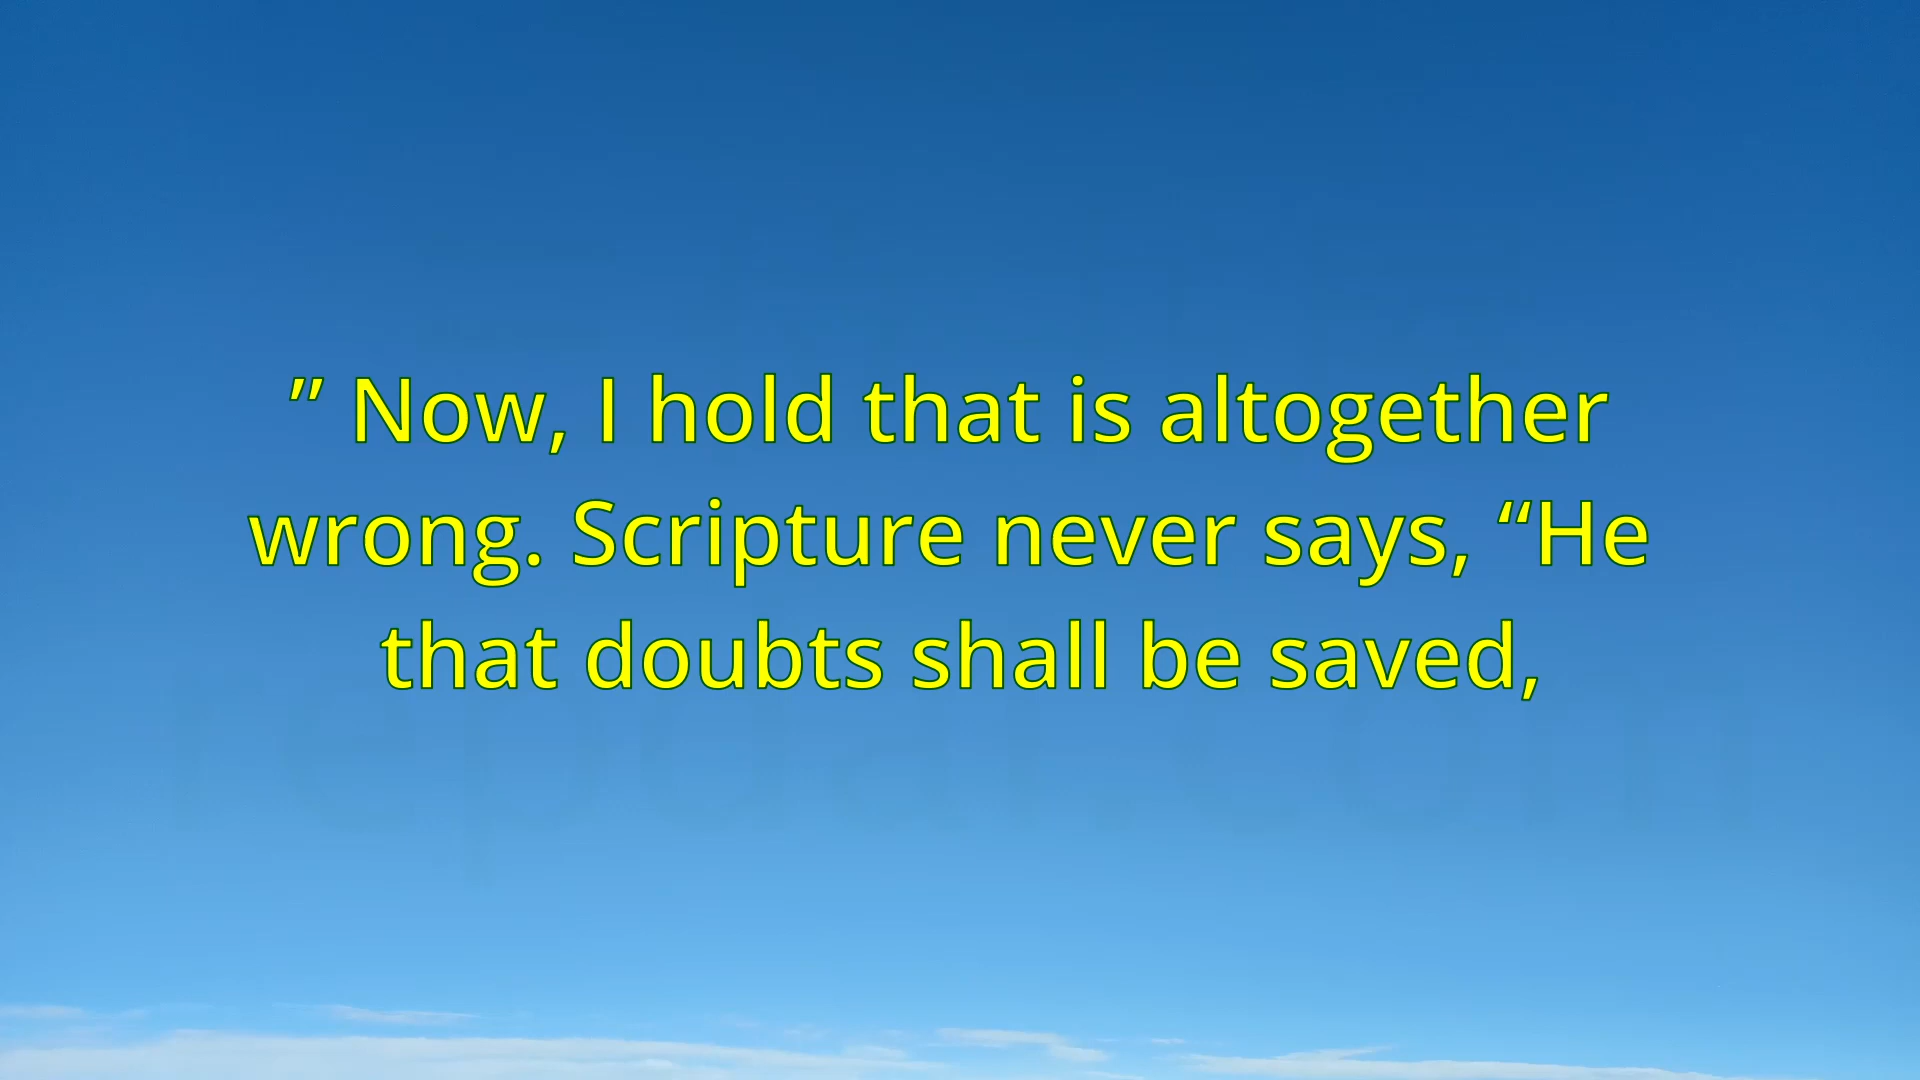 ” Now, I hold that is altogether
wrong. Scripture never says, “He
that doubts shall be saved,